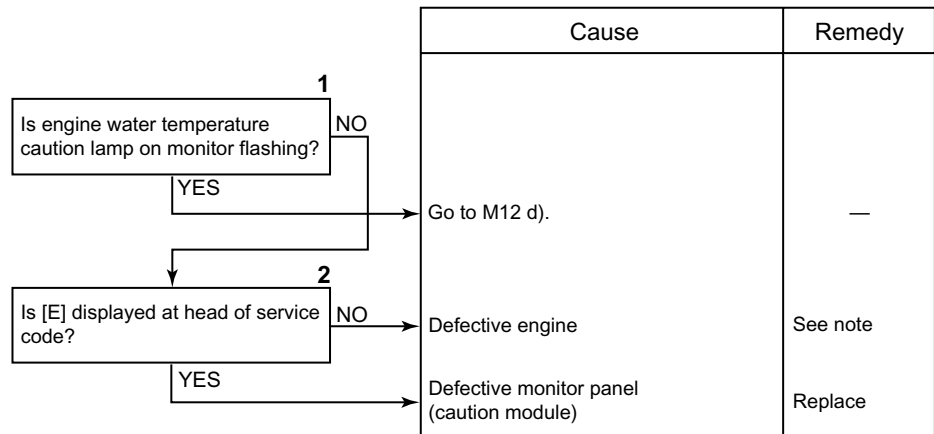 Cause
Remedy
1
Is engine water temperature
caution lamp on monitor flashing?
NO
YES
Go to M12 d).
—
2
Is [E] displayed at head of service
code?
NO
Defective engine
See note
YES
Defective monitor panel
(caution module)
Replace